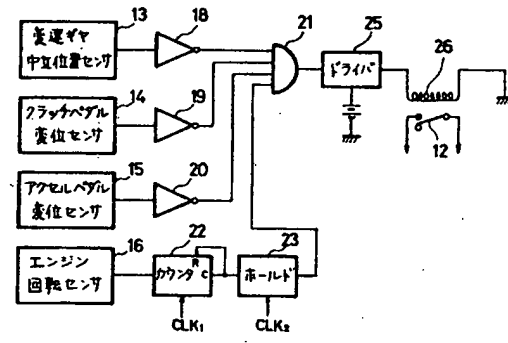 13
変速ギヤ
中立位置センサ
18
21
25
ドライバ
26
12
14
クラッチペダル
変位センサ
19
15
アクセルペダル
変位センサ
20
16
エンジン
回転センサ
22
R
カウンタ C
CLK₁
23
ホールド
CLK₂